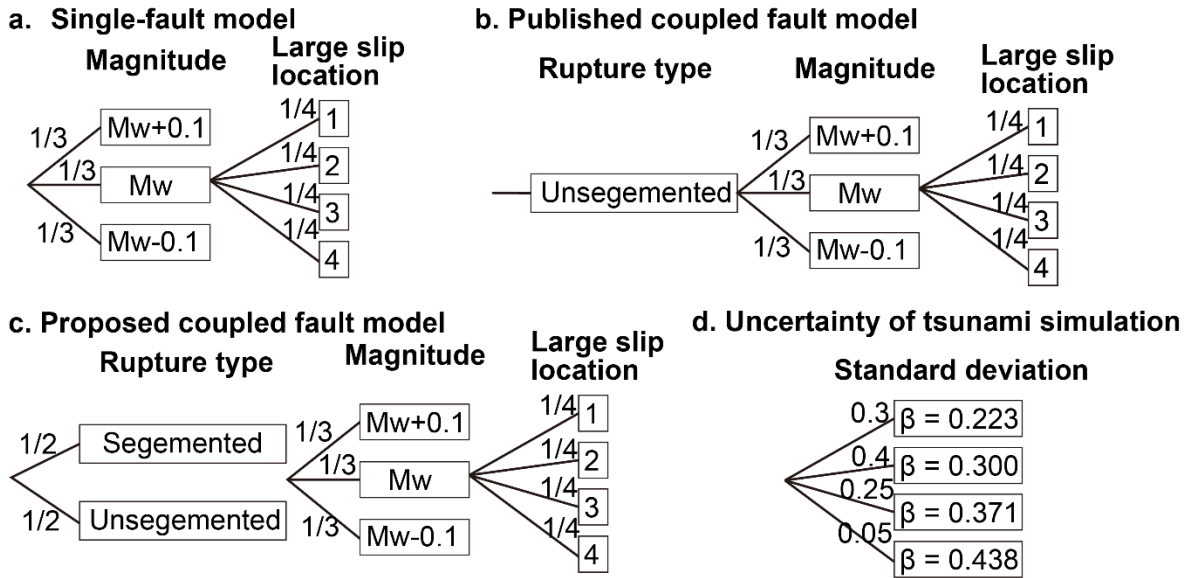 a. Single-fault model
Magnitude
Large slip
location
1/3
1/3
1/3
Mw+0.1
Mw
Mw-0.1
1/4
1/4
1/4
1/4
1
2
3
4
b. Published coupled fault model
Rupture type
Magnitude
Large slip
location
Unsegemented
1/3
1/3
1/3
Mw+0.1
Mw
Mw-0.1
1/4
1/4
1/4
1/4
1
2
3
4
c. Proposed coupled fault model
Rupture type
Magnitude
Large slip
location
1/2
1/2
Segemented
Unsegemented
1/3
1/3
1/3
Mw+0.1
Mw
Mw-0.1
1/4
1/4
1/4
1/4
1
2
3
4
d. Uncertainty of tsunami simulation
Standard deviation
0.3 β = 0.223
0.4 β = 0.300
0.25 β = 0.371
0.05 β = 0.438